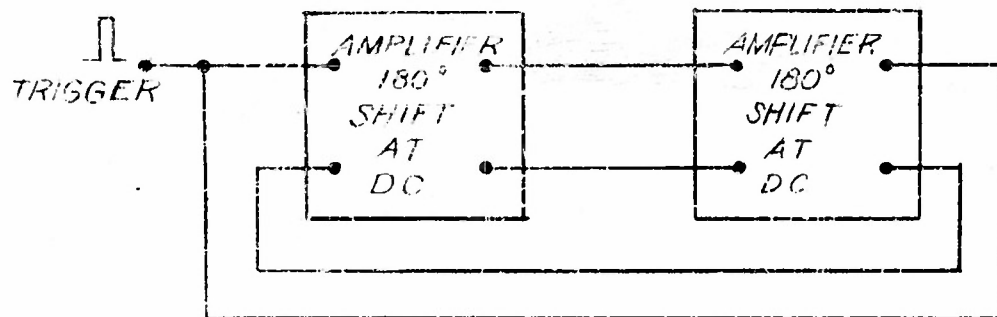 TRIGGER
AMPLIFIER
180°
SHIFT
AT
DC
AMPLIFIER
180°
SHIFT
AT
DC